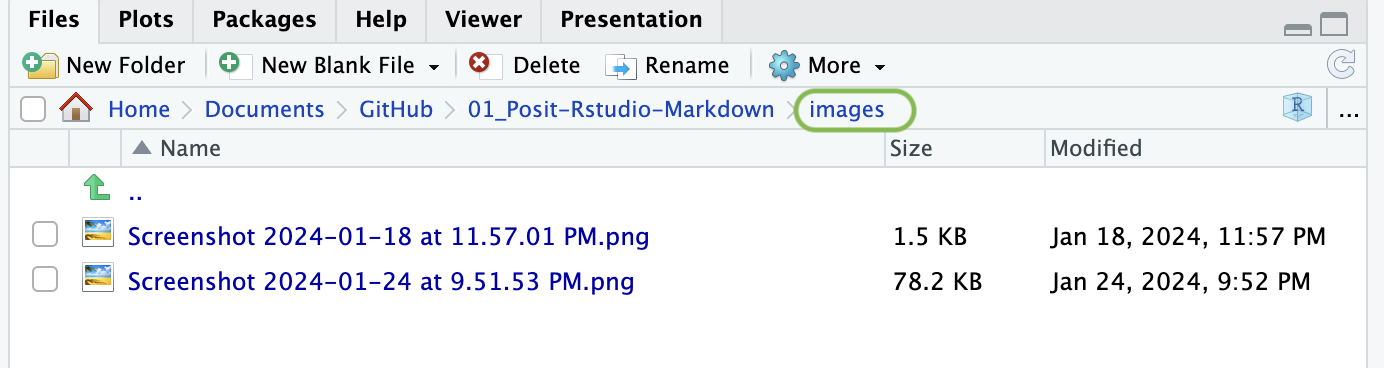 Files Plots Packages Help Viewer Presentation
New Folder New Blank File Delete Rename More
Home Documents GitHub 01_Posit-Rstudio-Markdown images R ...
Name Size Modified
..
Screenshot 2024-01-18 at 11.57.01 PM.png 1.5 KB Jan 18, 2024, 11:57 PM
Screenshot 2024-01-24 at 9.51.53 PM.png 78.2 KB Jan 24, 2024, 9:52 PM